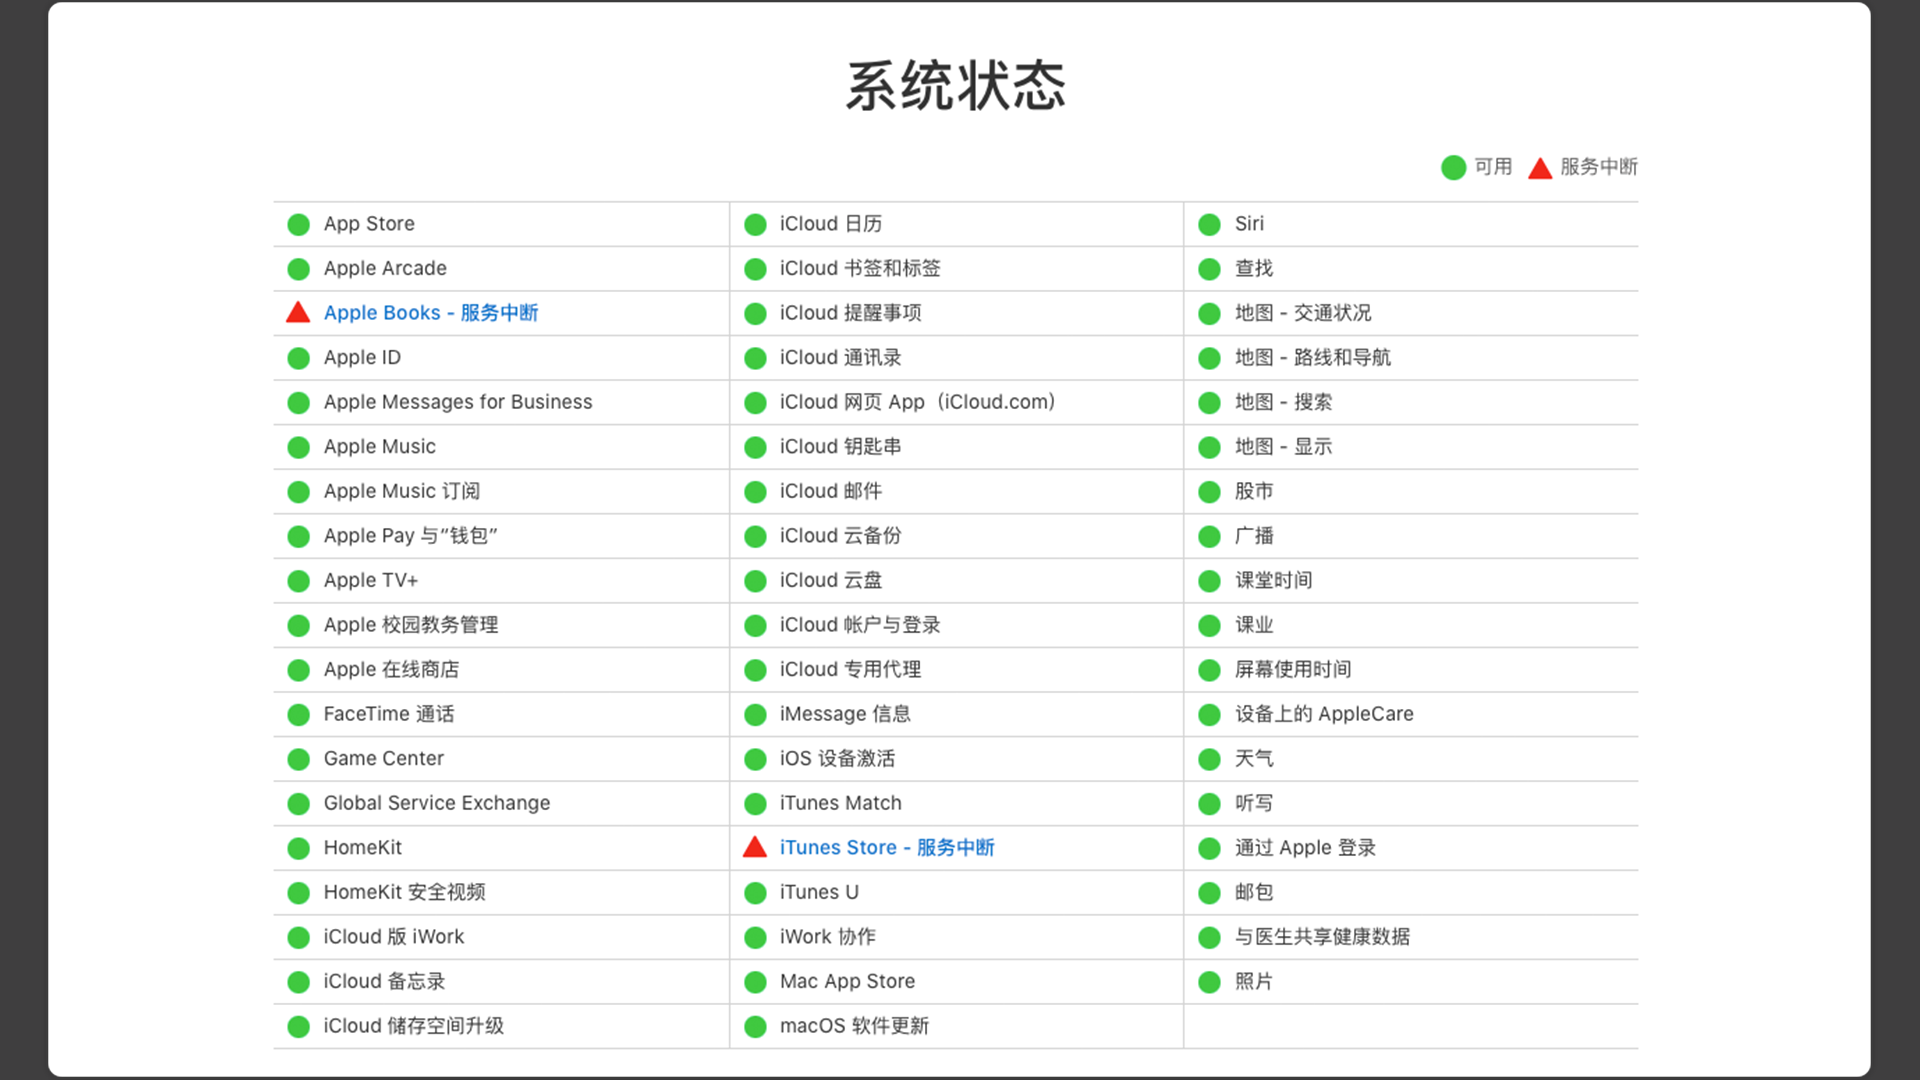 系统状态
可用 服务中断
App Store
Apple Arcade
Apple Books - 服务中断
Apple ID
Apple Messages for Business
Apple Music
Apple Music 订阅
Apple Pay 与“钱包”
Apple TV+
Apple 校园教务管理
Apple 在线商店
FaceTime 通话
Game Center
Global Service Exchange
HomeKit
HomeKit 安全视频
iCloud 版 iWork
iCloud 备忘录
iCloud 储存空间升级
iCloud 日历
iCloud 书签和标签
iCloud 提醒事项
iCloud 通讯录
iCloud 网页 App（iCloud.com）
iCloud 钥匙串
iCloud 邮件
iCloud 云备份
iCloud 云盘
iCloud 帐户与登录
iCloud 专用代理
iMessage 信息
iOS 设备激活
iTunes Match
iTunes Store - 服务中断
iTunes U
iWork 协作
Mac App Store
macOS 软件更新
Siri
查找
地图 - 交通状况
地图 - 路线和导航
地图 - 搜索
地图 - 显示
股市
广播
课堂时间
课业
屏幕使用时间
设备上的 AppleCare
天气
听写
通过 Apple 登录
邮包
与医生共享健康数据
照片